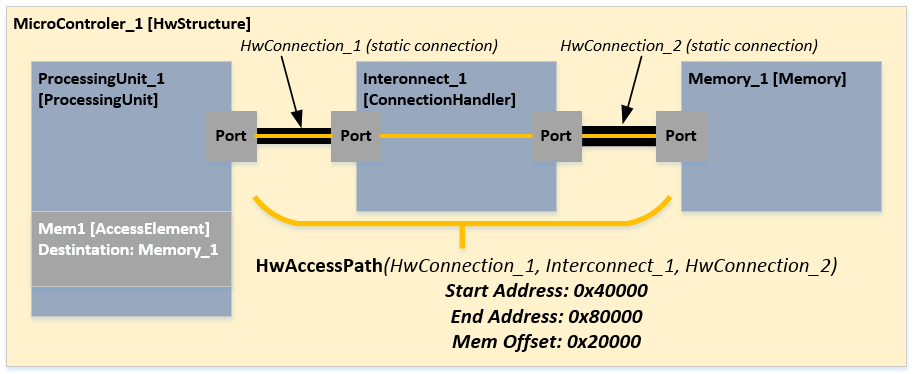 MicroControler_1 [HwStructure]
HwConnection_1 (static connection)
HwConnection_2 (static connection)
ProcessingUnit_1
[ProcessingUnit]
Interonnect_1
[ConnectionHandler]
Memory_1 [Memory]
Port
Port
Port
Port
Mem1 [AccessElement]
Destintation: Memory_1
HwAccessPath(HwConnection_1, Interconnect_1, HwConnection_2)
Start Address: 0x40000
End Address: 0x80000
Mem Offset: 0x20000